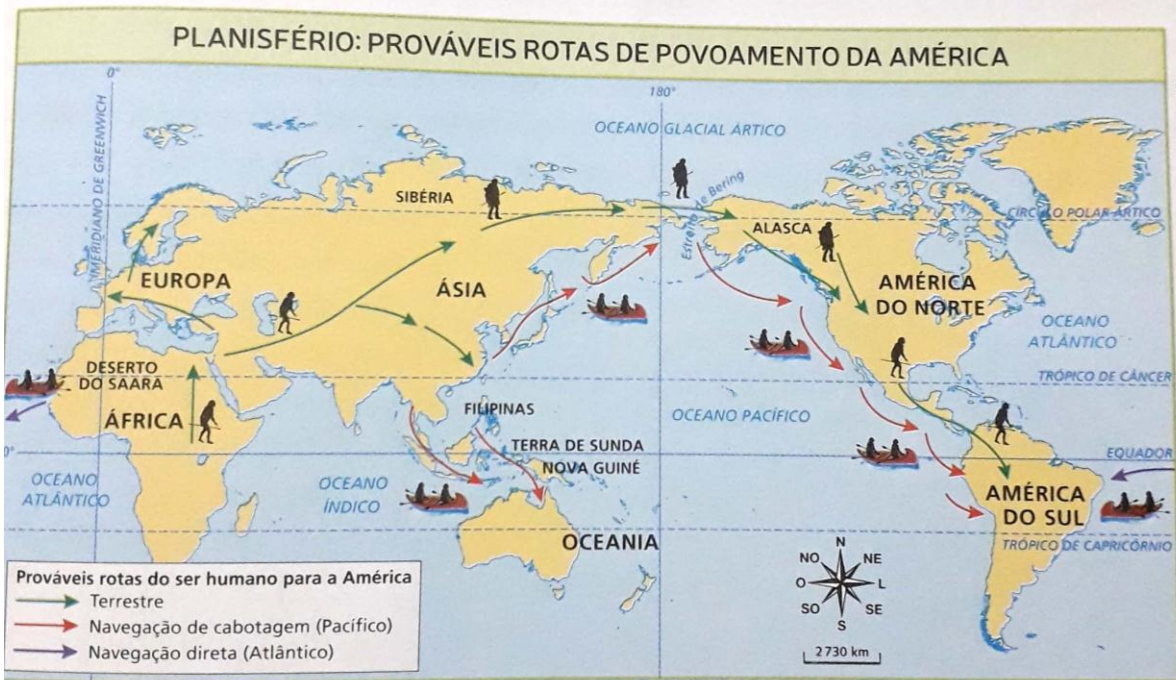 PLANISFÉRIO: PROVÁVEIS ROTAS DE POVOAMENTO DA AMÉRICA
0°
180°
OCEANO GLACIAL ÁRTICO
MERIDIANO DE GREENWICH
SIBÉRIA
Estreito de Bering
CÍRCULO POLAR ÁRTICO
ALASCA
EUROPA
ÁSIA
AMÉRICA
DO NORTE
OCEANO
ATLÂNTICO
DESERTO
DO SAARA
TRÓPICO DE CÂNCER
ÁFRICA
FILIPINAS
OCEANO PACÍFICO
TERRA DE SUNDA
NOVA GUINÉ
0°
EQUADOR
OCEANO
ATLÂNTICO
OCEANO
ÍNDICO
AMÉRICA
DO SUL
OCEANIA
TRÓPICO DE CAPRICÓRNIO
N
NO NE
O L
SO SE
S
2 730 km
Prováveis rotas do ser humano para a América
Terrestre
Navegação de cabotagem (Pacífico)
Navegação direta (Atlântico)